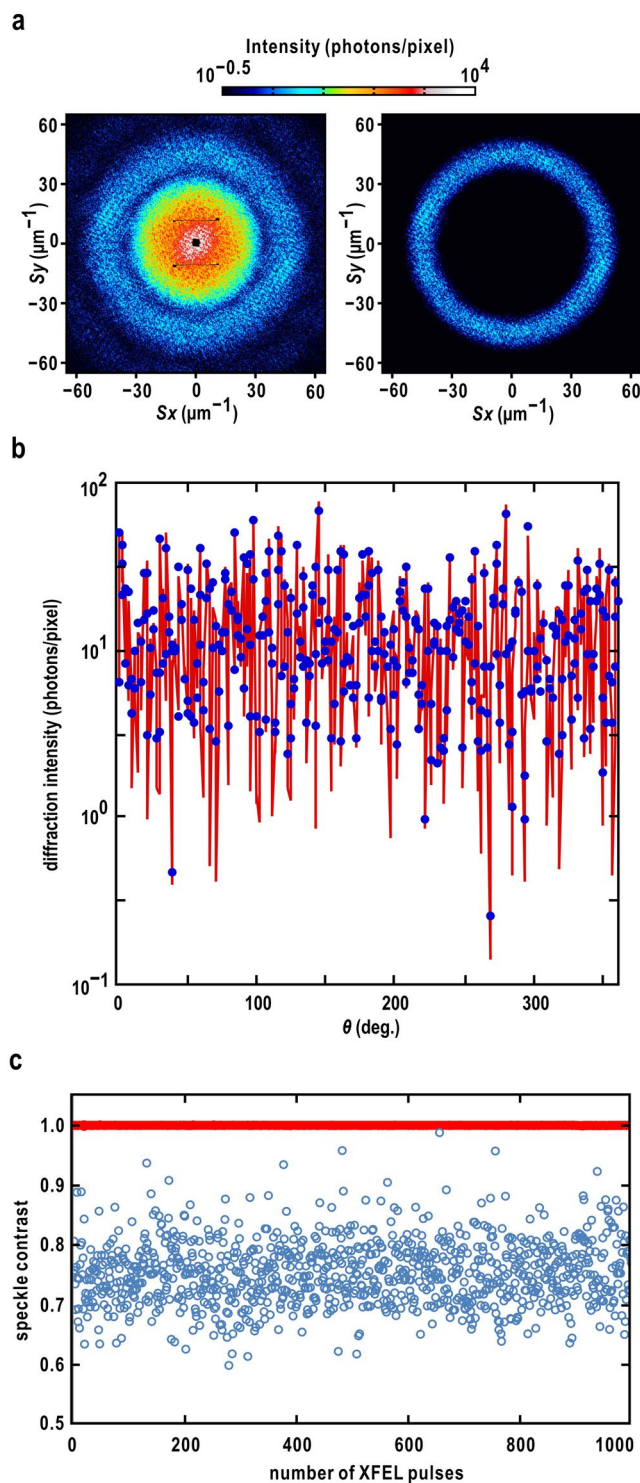 a
Intensity (photons/pixel)
10−0.5 104
60
30
0
−30
−60
Sy (μm−1)
−60 −30 0 30 60
Sx (μm−1)
60
30
0
−30
−60
Sy (μm−1)
−60 −30 0 30 60
Sx (μm−1)
b
102
101
100
10−1
diffraction intensity (photons/pixel)
0 100 200 300
θ (deg.)
c
1.0
0.9
0.8
0.7
0.6
0.5
speckle contrast
0 200 400 600 800 1000
number of XFEL pulses